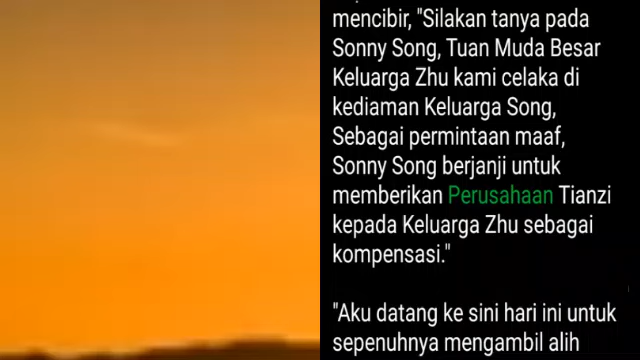 mencibir, "Silakan tanya pada
Sonny Song, Tuan Muda Besar
Keluarga Zhu kami celaka di
kediaman Keluarga Song,
Sebagai permintaan maaf,
Sonny Song berjanji untuk
memberikan Perusahaan Tianzi
kepada Keluarga Zhu sebagai
kompensasi."
"Aku datang ke sini hari ini untuk
sepenuhnya mengambil alih